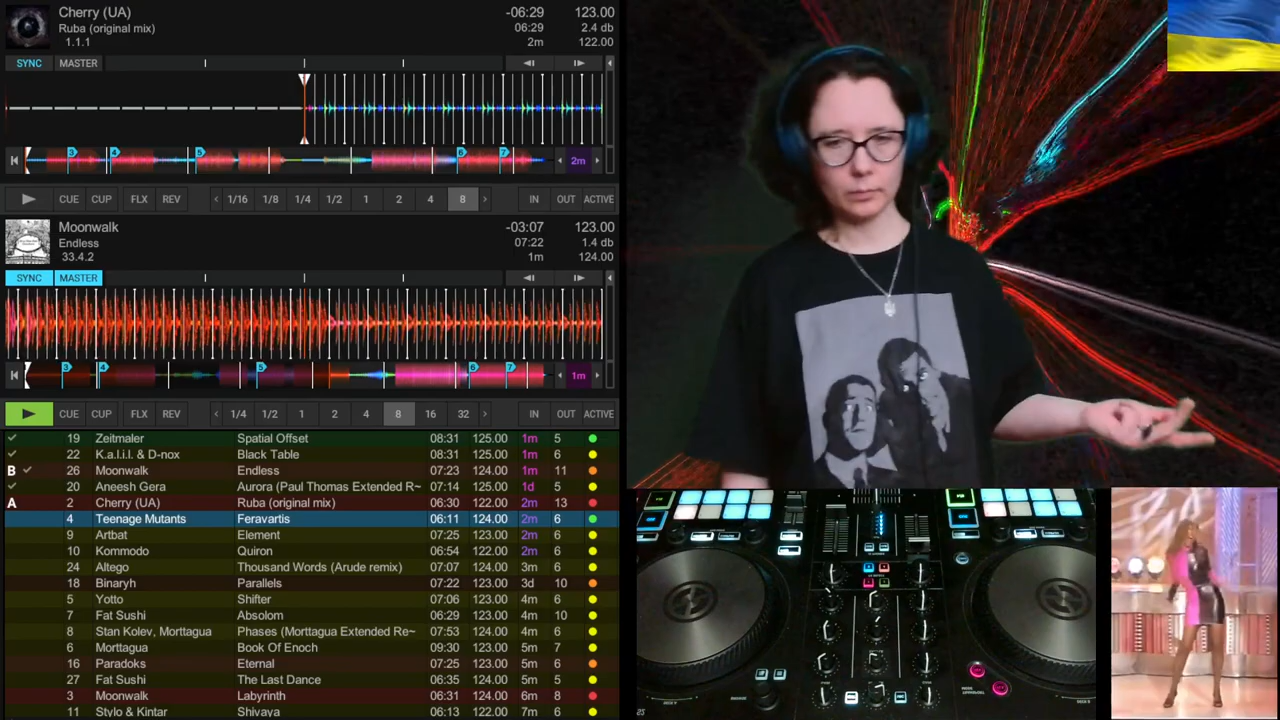 Cherry (UA) -06:29 123.00
Ruba (original mix) 06:29 2.4 db
1.1.1 2m 122.00
SYNC MASTER
3 4 5 6 7 2m
CUE CUP FLX REV 1/16 1/8 1/4 1/2 1 2 4 8 IN OUT ACTIVE
Moonwalk -03:07 123.00
Endless 07:22 1.4 db
33.4.2 1m 124.00
SYNC MASTER
3 4 5 6 7 1m
CUE CUP FLX REV 1/4 1/2 1 2 4 8 16 32 IN OUT ACTIVE
19 Zeitmaler Spatial Offset 08:31 125.00 1m 5
22 K.a.l.i.l. & D-nox Black Table 08:31 125.00 1m 6
B 26 Moonwalk Endless 07:23 124.00 1m 11
20 Aneesh Gera Aurora (Paul Thomas Extended R~ 07:14 125.00 1d 5
A 2 Cherry (UA) Ruba (original mix) 06:30 122.00 2m 13
4 Teenage Mutants Feravartis 06:11 124.00 2m 6
9 Artbat Element 07:25 123.00 2m 6
10 Kommodo Quiron 06:54 122.00 2m 6
24 Altego Thousand Words (Arude remix) 07:07 124.00 3m 6
18 Binaryh Parallels 07:22 123.00 3d 10
5 Yotto Shifter 07:06 123.00 4m 6
7 Fat Sushi Absolom 06:29 123.00 4m 10
8 Stan Kolev, Morttagua Phases (Morttagua Extended Re~ 07:53 124.00 4m 6
6 Morttagua Book Of Enoch 09:30 123.00 5m 7
16 Paradoks Eternal 07:25 123.00 5m 6
27 Fat Sushi The Last Dance 06:35 124.00 5m 5
3 Moonwalk Labyrinth 06:31 123.00 6m 8
11 Stylo & Kintar Shivaya 06:13 122.00 7m 6